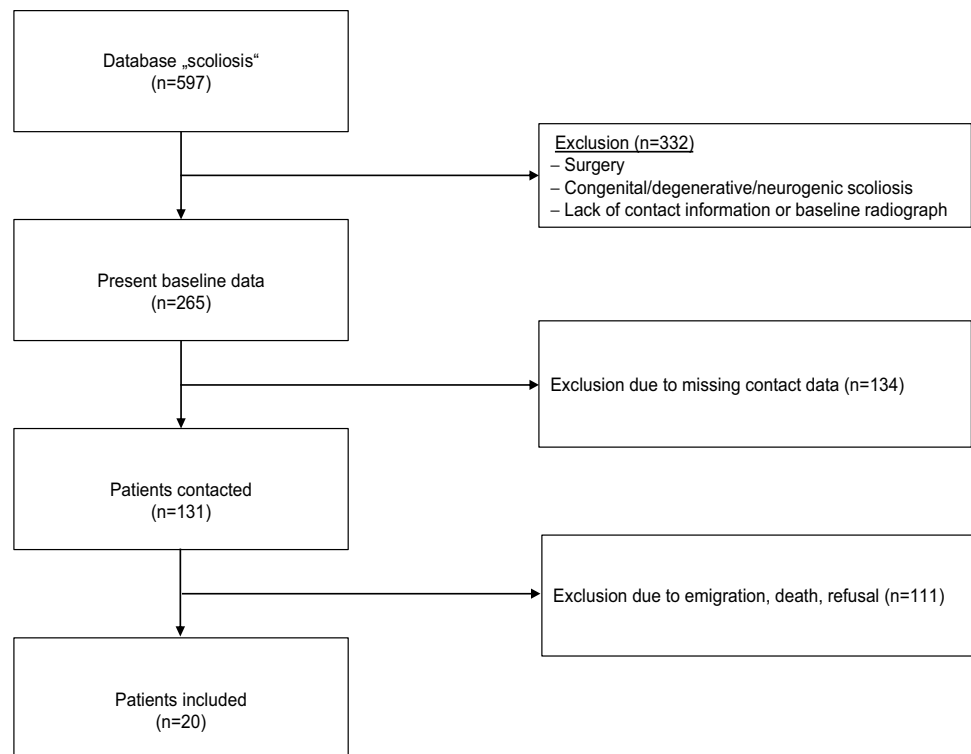 Database „scoliosis“
(n=597)
Exclusion (n=332)
– Surgery
– Congenital/degenerative/neurogenic scoliosis
– Lack of contact information or baseline radiograph
Present baseline data
(n=265)
Exclusion due to missing contact data (n=134)
Patients contacted
(n=131)
Exclusion due to emigration, death, refusal (n=111)
Patients included
(n=20)